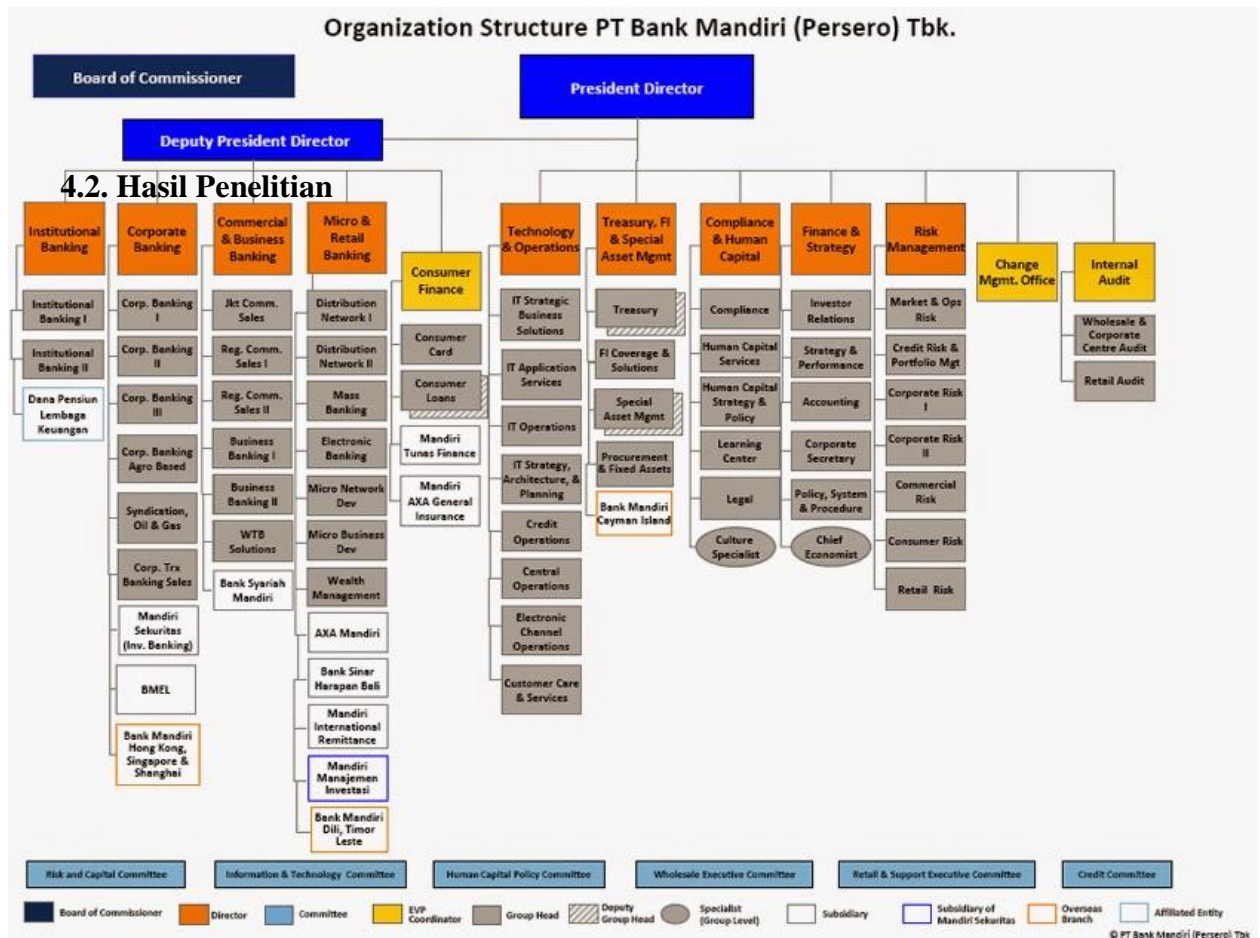 Organization Structure PT Bank Mandiri (Persero) Tbk.
Board of Commissioner
President Director
Deputy President Director
4.2. Hasil Penelitian
Institutional
Banking
Institutional
Banking I
Institutional
Banking II
Dana Pensiun
Lembaga
Keuangan
Corporate
Banking
Corp. Banking
I
Corp. Banking
II
Corp. Banking
III
Corp. Banking
Agro Based
Syndication,
Oil & Gas
Corp. Trx
Banking Sales
Mandiri
Sekuritas
(Inv. Banking)
BMEL
Bank Mandiri
Hong Kong,
Singapore &
Shanghai
Commercial
& Business
Banking
Jkt Comm.
Sales
Reg. Comm.
Sales I
Reg. Comm.
Sales II
Business
Banking I
Business
Banking II
WTB
Solutions
Bank Syariah
Mandiri
Micro &
Retail
Banking
Distribution
Network I
Distribution
Network II
Mass
Banking
Electronic
Banking
Micro Network
Dev
Micro Business
Dev
Wealth
Management
AXA Mandiri
Bank Sinar
Harapan Bali
Mandiri
International
Remittance
Mandiri
Manajemen
Investasi
Bank Mandiri
Dili, Timor
Leste
Consumer
Finance
Consumer
Card
Consumer
Loans
Mandiri
Tunas Finance
Mandiri
AXA General
Insurance
Technology
& Operations
IT Strategic
Business
Solutions
IT Application
Services
IT Operations
IT Strategy,
Architecture, &
Planning
Credit
Operations
Central
Operations
Electronic
Channel
Operations
Customer Care
& Services
Treasury, FI
& Special
Asset Mgmt
Treasury
FI Coverage &
Solutions
Special
Asset Mgmt
Procurement
& Fixed Assets
Bank Mandiri
Cayman Island
Compliance
& Human
Capital
Compliance
Human Capital
Services
Human Capital
Strategy &
Policy
Learning
Center
Legal
Culture
Specialist
Finance &
Strategy
Investor
Relations
Strategy &
Performance
Accounting
Corporate
Secretary
Policy, System
& Procedure
Chief
Economist
Risk
Management
Market & Ops
Risk
Credit Risk &
Portfolio Mgt
Corporate Risk
I
Corporate Risk
II
Commercial
Risk
Consumer Risk
Retail Risk
Change
Mgmt. Office
Internal
Audit
Wholesale &
Corporate
Centre Audit
Retail Audit
Risk and Capital Committee
Information & Technology Committee
Human Capital Policy Committee
Wholesale Executive Committee
Retail & Support Executive Committee
Credit Committee
Board of Commissioner
Director
Committee
EVP
Coordinator
Group Head
Deputy
Group Head
Specialist
(Group Level)
Subsidiary
Subsidiary of
Mandiri Sekuritas
Overseas
Branch
Affiliated Entity
© PT Bank Mandiri (Persero) Tbk